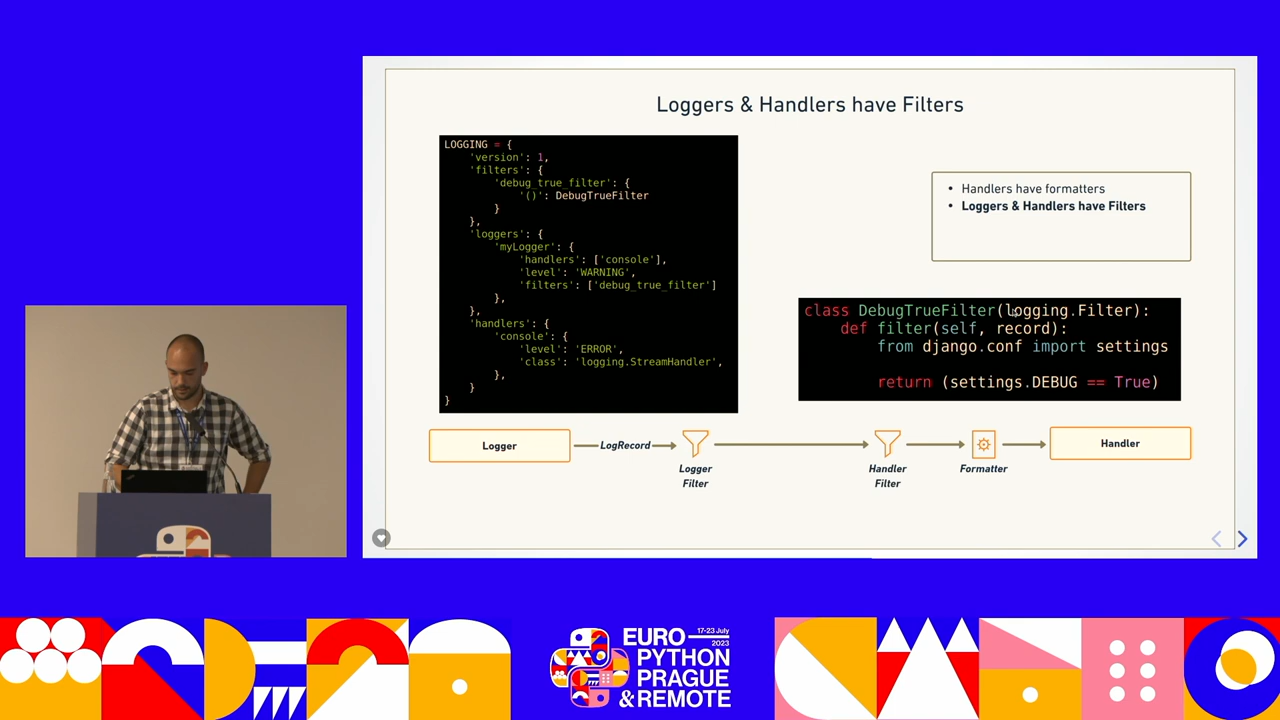 Loggers & Handlers have Filters
LOGGING = {
    'version': 1,
    'filters': {
        'debug_true_filter': {
            '()': DebugTrueFilter
        }
    },
    'loggers': {
        'myLogger': {
            'handlers': ['console'],
            'level': 'WARNING',
            'filters': ['debug_true_filter']
        },
    },
    'handlers': {
        'console': {
            'level': 'ERROR',
            'class': 'logging.StreamHandler',
        },
    }
}
• Handlers have formatters
• Loggers & Handlers have Filters
class DebugTrueFilter(logging.Filter):
    def filter(self, record):
        from django.conf import settings
        return (settings.DEBUG == True)
Logger
LogRecord
Logger
Filter
Handler
Filter
Formatter
Handler
EURO
17-23 July
2023
PYTHON
PRAGUE
& REMOTE